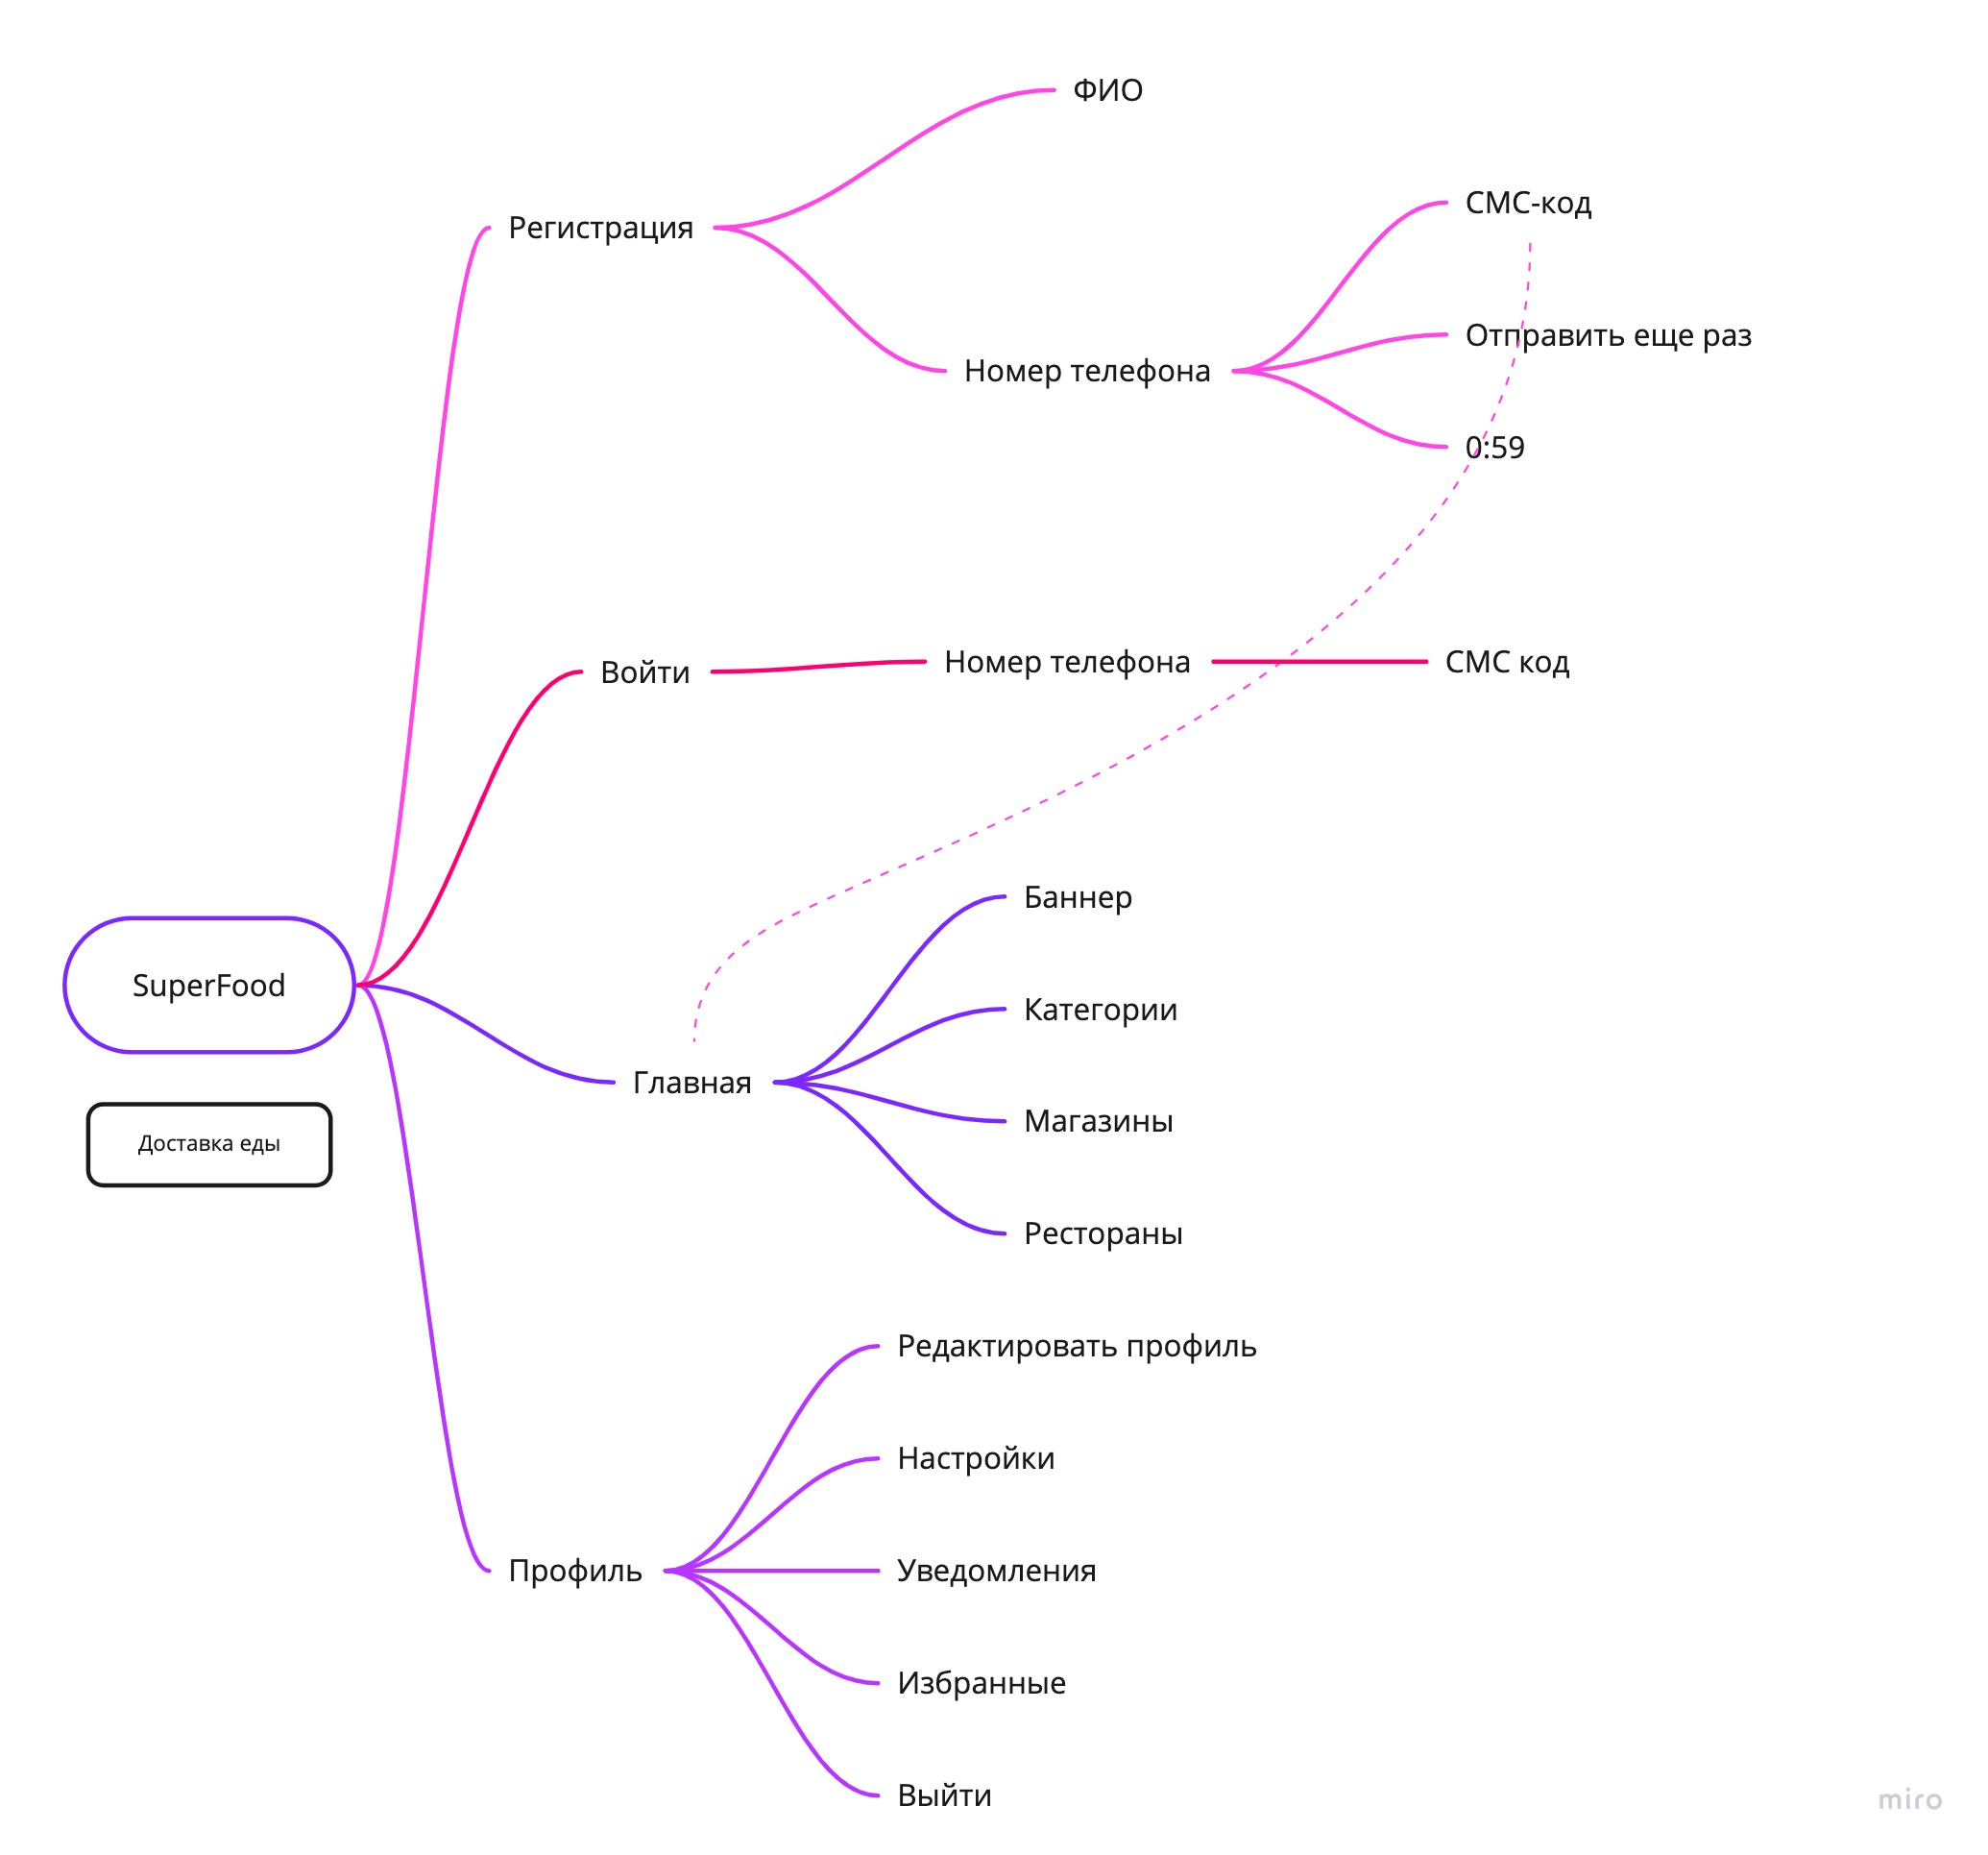 ФИО
СМС-код
Регистрация
Отправить еще раз
Номер телефона
0:59
Войти
Номер телефона
СМС код
Баннер
SuperFood
Категории
Главная
Магазины
Доставка еды
Рестораны
Редактировать профиль
Настройки
Профиль
Уведомления
Избранные
Выйти
miro